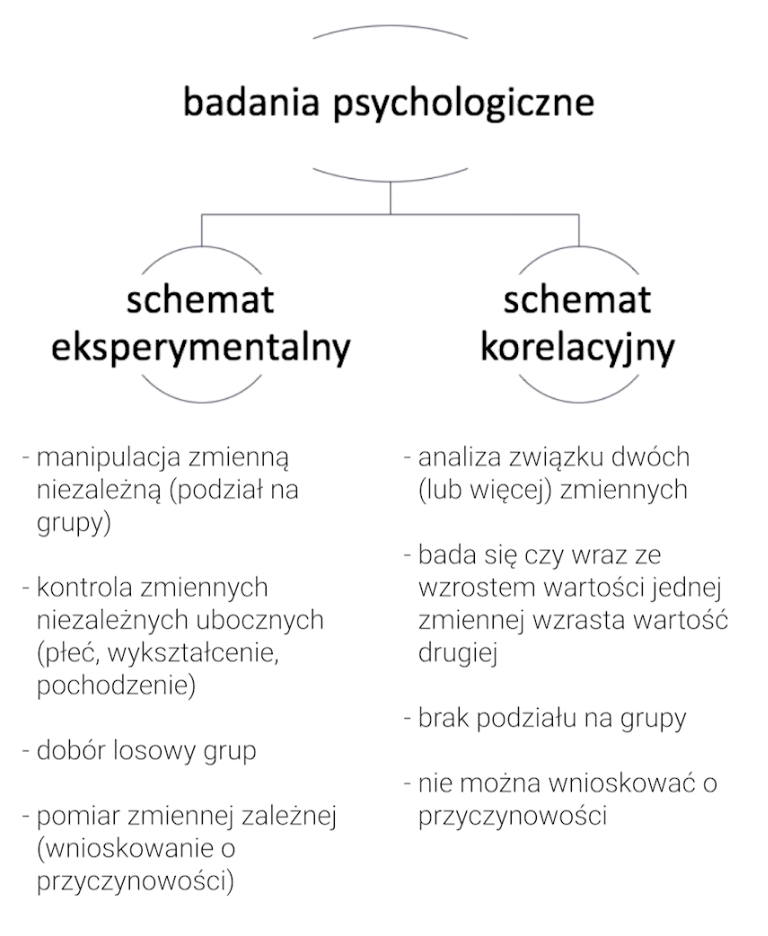 badania psychologiczne
schemat
eksperymentalny
- manipulacja zmienną
niezależną (podział na
grupy)
- kontrola zmiennych
niezależnych ubocznych
(płeć, wykształcenie,
pochodzenie)
- dobór losowy grup
- pomiar zmiennej zależnej
(wnioskowanie o
przyczynowości)
schemat
korelacyjny
- analiza związku dwóch
(lub więcej) zmiennych
- bada się czy wraz ze
wzrostem wartości jednej
zmiennej wzrasta wartość
drugiej
- brak podziału na grupy
- nie można wnioskować o
przyczynowości